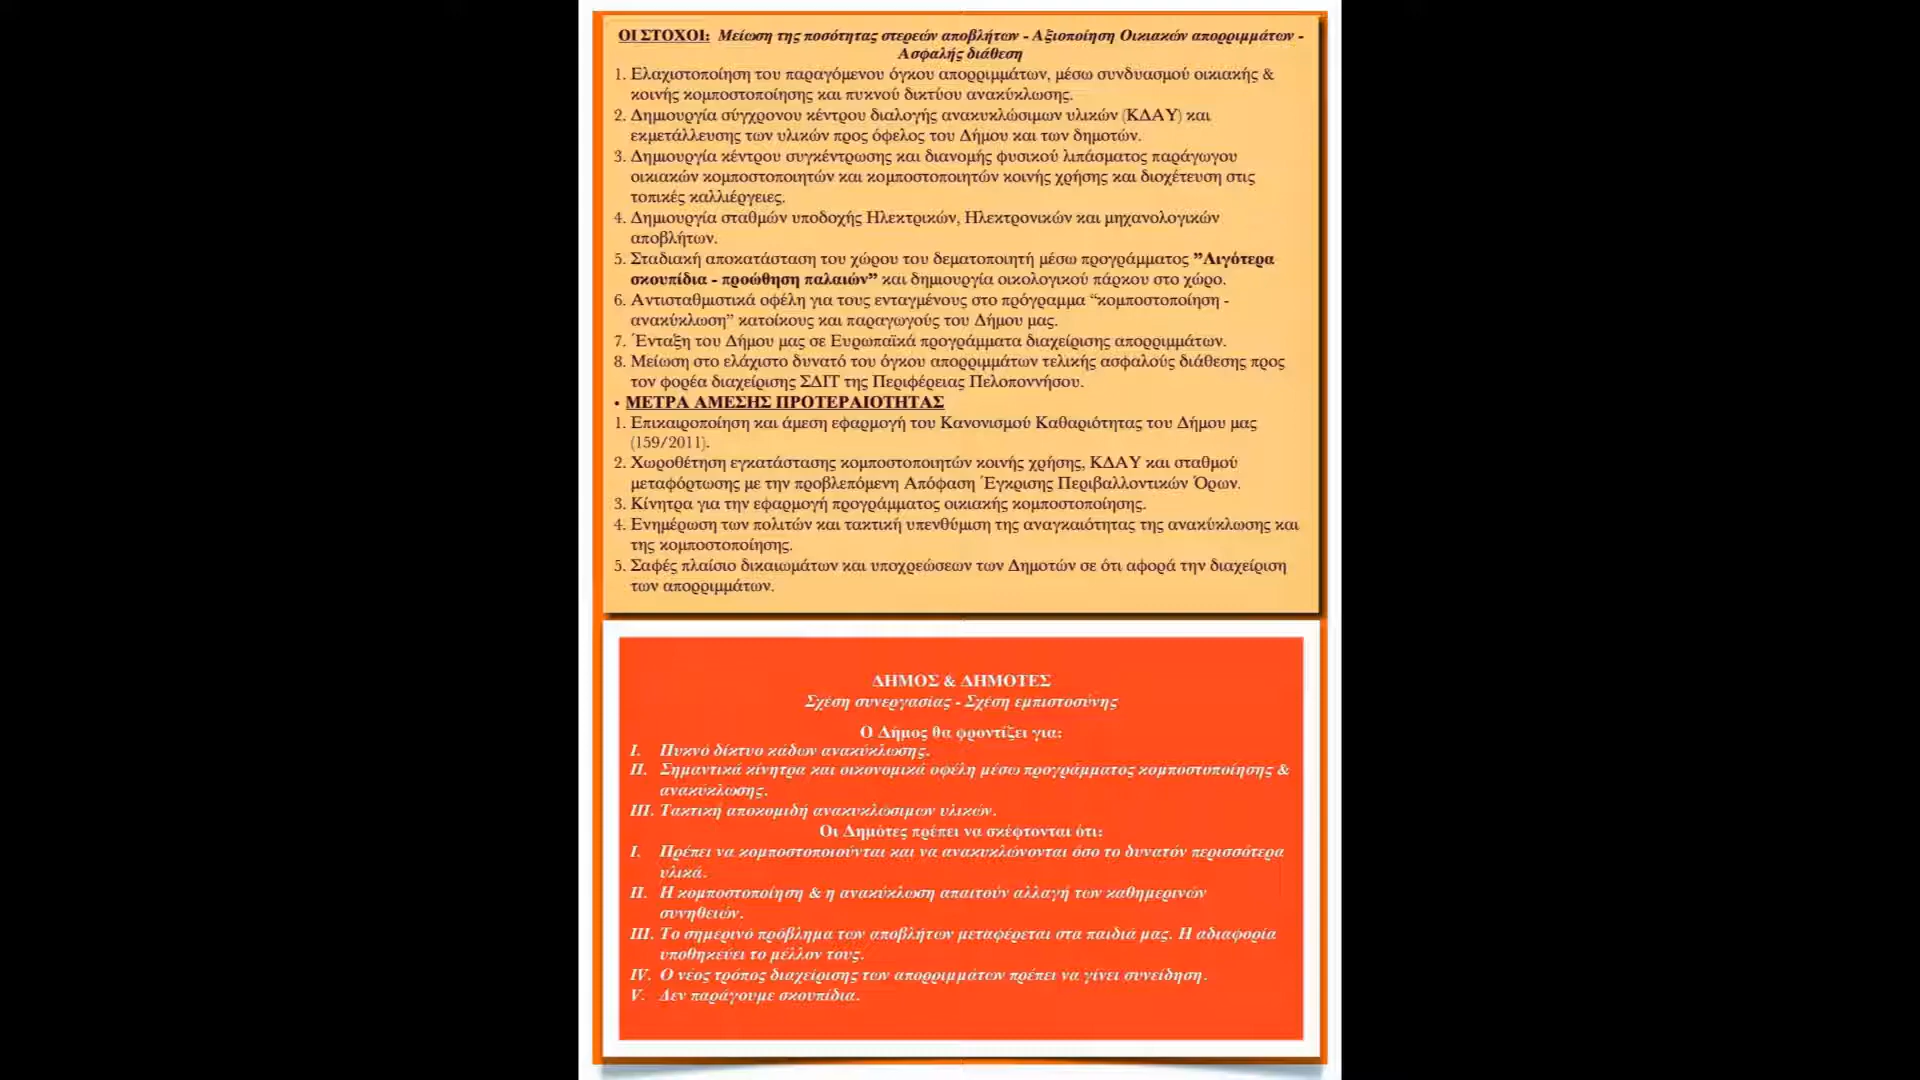 ΟΙ ΣΤΟΧΟΙ: Μείωση της ποσότητας στερεών αποβλήτων - Αξιοποίηση Οικιακών απορριμμάτων -
Ασφαλής διάθεση
1. Ελαχιστοποίηση του παραγόμενου όγκου απορριμμάτων, μέσω συνδυασμού οικιακής &
κοινής κομποστοποίησης και πυκνού δικτύου ανακύκλωσης.
2. Δημιουργία σύγχρονου κέντρου διαλογής ανακυκλώσιμων υλικών (ΚΔΑΥ) και
εκμετάλλευσης των υλικών προς όφελος του Δήμου και των δημοτών.
3. Δημιουργία κέντρου συγκέντρωσης και διανομής φυσικού λιπάσματος παράγωγου
οικιακών κομποστοποιητών και κομποστοποιητών κοινής χρήσης και διοχέτευση στις
τοπικές καλλιέργειες.
4. Δημιουργία σταθμών υποδοχής Ηλεκτρικών, Ηλεκτρονικών και μηχανολογικών
αποβλήτων.
5. Σταδιακή αποκατάσταση του χώρου του δεματοποιητή μέσω προγράμματος ”Λιγότερα
σκουπίδια - προώθηση παλαιών” και δημιουργία οικολογικού πάρκου στο χώρο.
6. Αντισταθμιστικά οφέλη για τους ενταγμένους στο πρόγραμμα “κομποστοποίηση -
ανακύκλωση” κατοίκους και παραγωγούς του Δήμου μας.
7. Ένταξη του Δήμου μας σε Ευρωπαϊκά προγράμματα διαχείρισης απορριμμάτων.
8. Μείωση στο ελάχιστο δυνατό του όγκου απορριμμάτων τελικής ασφαλούς διάθεσης προς
τον φορέα διαχείρισης ΣΔΙΤ της Περιφέρειας Πελοποννήσου.
• ΜΕΤΡΑ ΑΜΕΣΗΣ ΠΡΟΤΕΡΑΙΟΤΗΤΑΣ
1. Επικαιροποίηση και άμεση εφαρμογή του Κανονισμού Καθαριότητας του Δήμου μας
(159/2011).
2. Χωροθέτηση εγκατάστασης κομποστοποιητών κοινής χρήσης, ΚΔΑΥ και σταθμού
μεταφόρτωσης με την προβλεπόμενη Απόφαση Έγκρισης Περιβαλλοντικών Όρων.
3. Κίνητρα για την εφαρμογή προγράμματος οικιακής κομποστοποίησης.
4. Ενημέρωση των πολιτών και τακτική υπενθύμιση της αναγκαιότητας της ανακύκλωσης και
της κομποστοποίησης.
5. Σαφές πλαίσιο δικαιωμάτων και υποχρεώσεων των Δημοτών σε ότι αφορά την διαχείριση
των απορριμμάτων.
ΔΗΜΟΣ & ΔΗΜΟΤΕΣ
Σχέση συνεργασίας - Σχέση εμπιστοσύνης
Ο Δήμος θα φροντίζει για:
I. Πυκνό δίκτυο κάδων ανακύκλωσης.
II. Σημαντικά κίνητρα και οικονομικά οφέλη μέσω προγράμματος κομποστοποίησης &
ανακύκλωσης.
III. Τακτική αποκομιδή ανακυκλώσιμων υλικών.
Οι Δημότες πρέπει να σκέφτονται ότι:
I. Πρέπει να κομποστοποιούνται και να ανακυκλώνονται όσο το δυνατόν περισσότερα
υλικά.
II. Η κομποστοποίηση & η ανακύκλωση απαιτούν αλλαγή των καθημερινών
συνηθειών.
III. Το σημερινό πρόβλημα των αποβλήτων μεταφέρεται στα παιδιά μας. Η αδιαφορία
υποθηκεύει το μέλλον τους.
IV. Ο νέος τρόπος διαχείρισης των απορριμμάτων πρέπει να γίνει συνείδηση.
V. Δεν παράγουμε σκουπίδια.